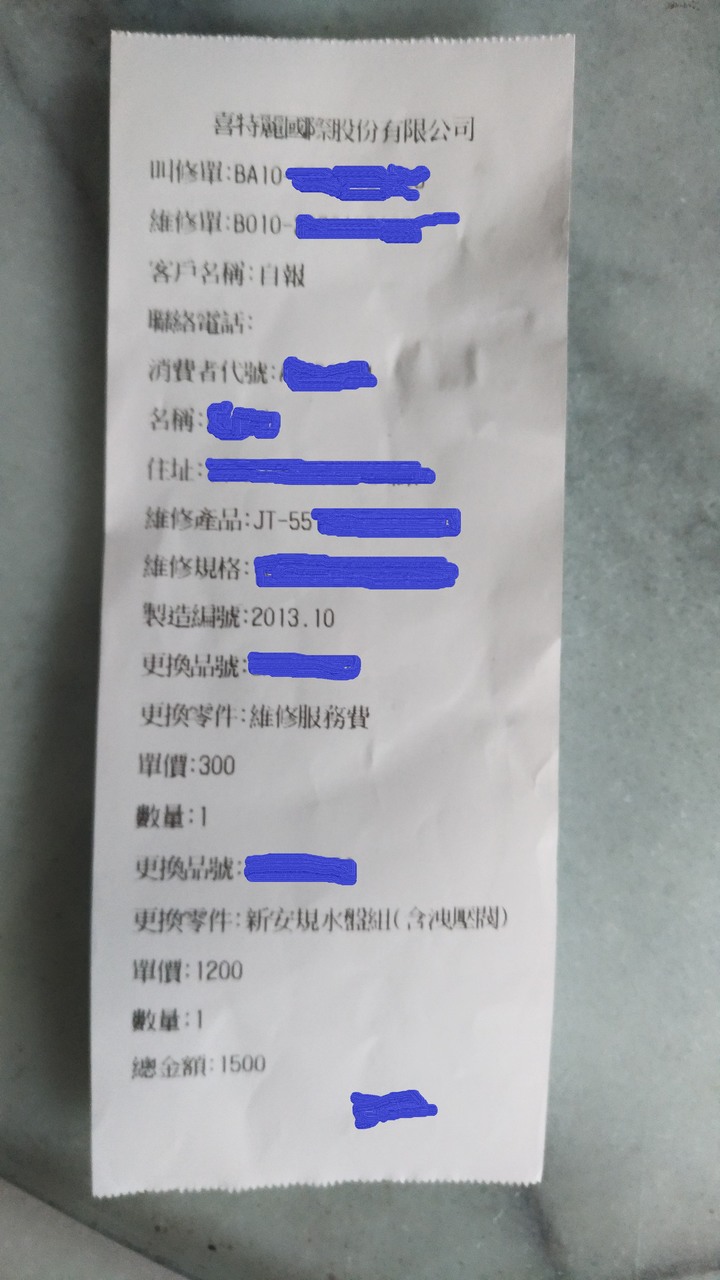 喜特麗國際股份有限公司
叫修單:BA10
維修單:B010-
客戶名稱:自報
聯絡電話:
消費者代號:
名稱:
住址:
維修產品:JT-55
維修規格:
製造編號:2013.10
更換品號:
更換零件:維修服務費
單價:300
數量:1
更換品號:
更換零件:新安規水盤組(含洩壓閥)
單價:1200
數量:1
總金額:1500